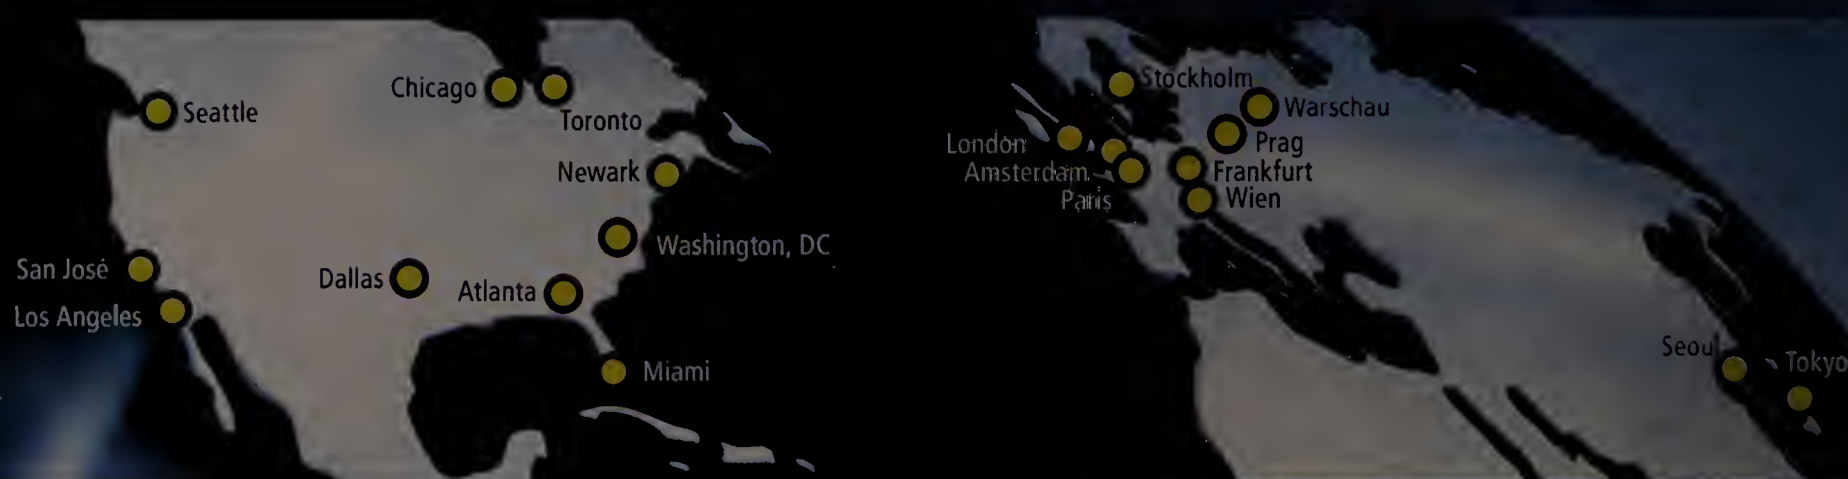 Chicago
Seattle
Toronto
Newark
Washington, DC
San José
Dallas
Atlanta
Los Angeles
Miami
Stockholm
Warschau
London
Prag
Amsterdam
Frankfurt
Paris
Wien
Seoul
Tokyo